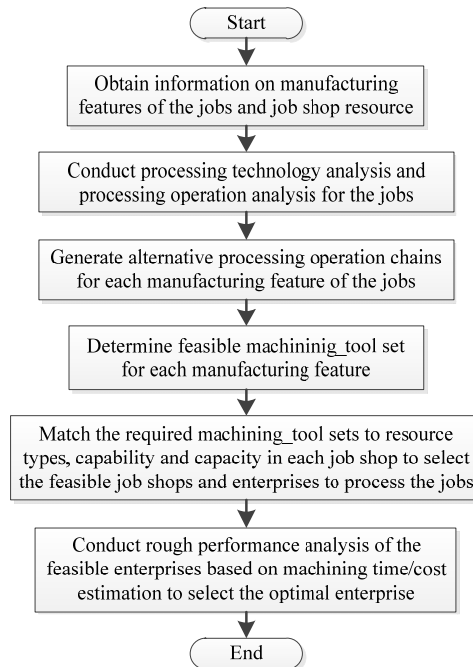 Start
Obtain information on manufacturing
features of the jobs and job shop resource
Conduct processing technology analysis and
processing operation analysis for the jobs
Generate alternative processing operation chains
for each manufacturing feature of the jobs
Determine feasible machininig_tool set
for each manufacturing feature
Match the required machining_tool sets to resource
types, capability and capacity in each job shop to select
the feasible job shops and enterprises to process the jobs
Conduct rough performance analysis of the
feasible enterprises based on machining time/cost
estimation to select the optimal enterprise
End